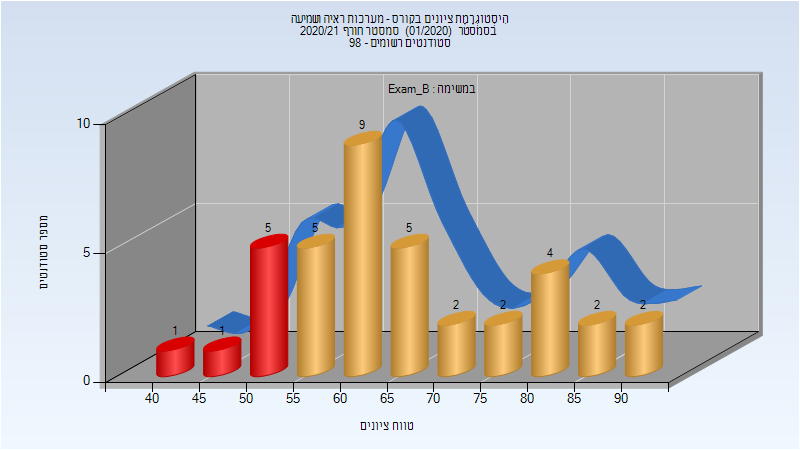 היסטוגרמת ציונים בקורס - מערכות ראיה ושמיעה
בסמסטר (01/2020) סמסטר חורף 2020/21
סטודנטים רשומים - 98
במשימה : Exam_B
10
5
0
מספר סטודנטים
1
1
5
5
9
5
2
2
4
2
2
40 45 50 55 60 65 70 75 80 85 90
טווח ציונים